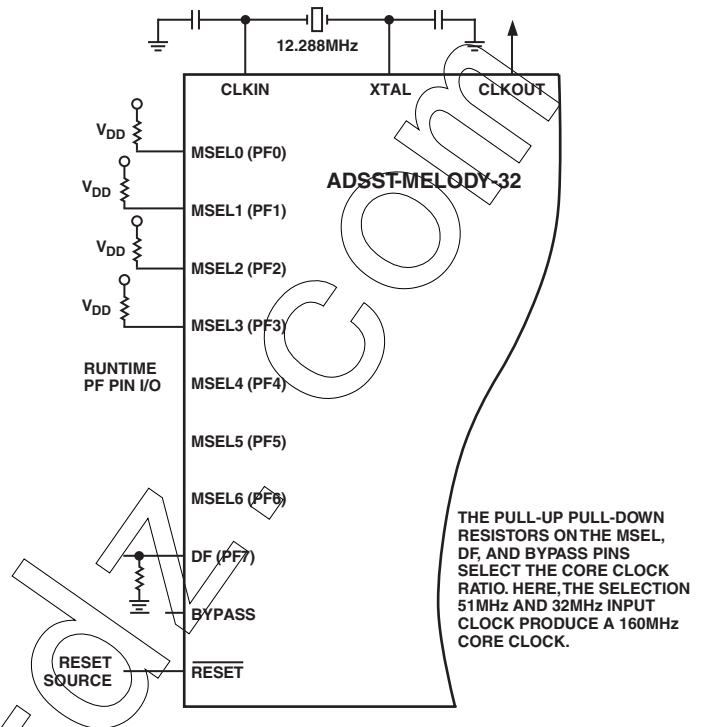 12.288MHz
CLKIN
XTAL
CLKOUT
VDD
MSEL0 (PF0)
ADSST-MELODY-32
VDD
MSEL1 (PF1)
VDD
MSEL2 (PF2)
VDD
MSEL3 (PF3)
RUNTIME
PF PIN I/O
MSEL4 (PF4)
MSEL5 (PF5)
MSEL6 (PF6)
DF (PF7)
BYPASS
RESET
SOURCE
RESET
THE PULL-UP PULL-DOWN
RESISTORS ON THE MSEL,
DF, AND BYPASS PINS
SELECT THE CORE CLOCK
RATIO. HERE, THE SELECTION
51MHz AND 32MHz INPUT
CLOCK PRODUCE A 160MHz
CORE CLOCK.